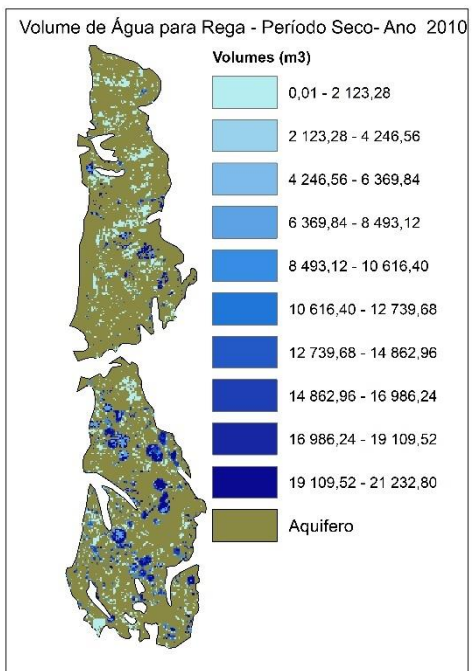 Volume de Água para Rega - Período Seco- Ano 2010
Volumes (m3)
0,01 - 2 123,28
2 123,28 - 4 246,56
4 246,56 - 6 369,84
6 369,84 - 8 493,12
8 493,12 - 10 616,40
10 616,40 - 12 739,68
12 739,68 - 14 862,96
14 862,96 - 16 986,24
16 986,24 - 19 109,52
19 109,52 - 21 232,80
Aquifero